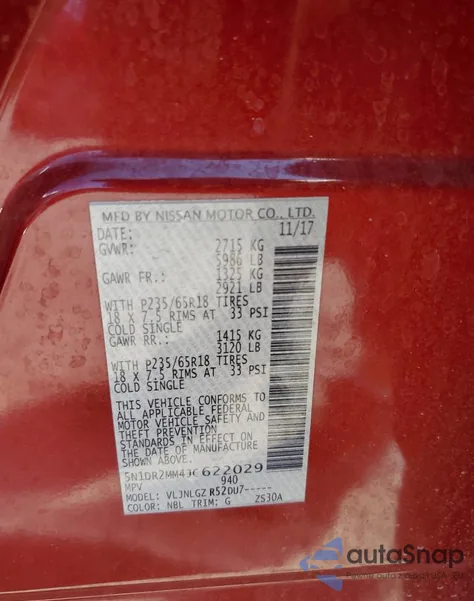 MFD BY NISSAN MOTOR CO., LTD.
DATE: 11/17
GVWR: 2715 KG
5986 LB
GAWR FR.: 1325 KG
2921 LB
WITH P235/65R18 TIRES
18 X 7.5 RIMS AT 33 PSI
COLD SINGLE
GAWR RR.: 1415 KG
3120 LB
WITH P235/65R18 TIRES
18 X 7.5 RIMS AT 33 PSI
COLD SINGLE
THIS VEHICLE CONFORMS TO
ALL APPLICABLE FEDERAL
MOTOR VEHICLE SAFETY AND
THEFT PREVENTION
STANDARDS IN EFFECT ON
THE DATE OF MANUFACTURE
SHOWN ABOVE.
5N1DR2MM4JC622029
MPV 940
MODEL: VLJNLGZ R52DU7-----
COLOR: NBL TRIM: G ZS30A
autoSnap